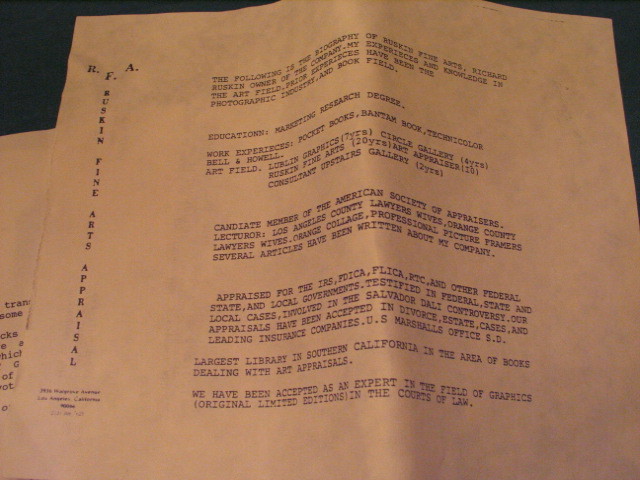 R. F. A.
RUSKIN FINE ARTS APPRAISAL
THE FOLLOWING IS THE BIOGRAPHY OF RUSKIN FINE ARTS, RICHARD
RUSKIN OWNER OF THE COMPANY.MY EXPERIECES AND KNOWLEDGE IN
THE ART FIELD.PRIOR EXPERIECES HAVE BEEN THE
PHOTOGRAPHIC INDUSTRY,AND BOOK FIELD.
EDUCATIONN: MARKETING RESEARCH DEGREE.
WORK EXPERIECES: POCKET BOOKS,BANTAM BOOK,TECHNICOLOR
BELL & HOWELL.
ART FIELD. LUBLIN GRAPHICS(7yrs) CIRCLE GALLERY (4yrs)
RUSKIN FINE ARTS (20yrs)ART APPRAISER(10)
CONSULTANT UPSTAIRS GALLERY (2yrs)
CANDIATE MEMBER OF THE AMERICAN SOCIETY OF APPRAISERS.
LECTUROR: LOS ANGELES COUNTY LAWYERS WIVES,ORANGE COUNTY
LAWYERS WIVES.ORANGE COLLAGE,PROFESSIONAL PICTURE FRAMERS
SEVERAL ARTICLES HAVE BEEN WRITTEN ABOUT MY COMPANY.
APPRAISED FOR THE IRS,FDICA,FLICA,RTC,AND OTHER FEDERAL
STATE,AND LOCAL GOVERNMENTS.TESTIFIED IN FEDERAL,STATE AND
LOCAL CASES,INVOLVED IN THE SALVADOR DALI CONTROVERSY.OUR
APPRAISALS HAVE BEEN ACCEPTED IN DIVORCE,ESTATE,CASES,AND
LEADING INSURANCE COMPANIES.U.S MARSHALLS OFFICE S.D.
LARGEST LIBRARY IN SOUTHERN CALIFORNIA IN THE AREA OF BOOKS
DEALING WITH ART APPRAISALS.
WE HAVE BEEN ACCEPTED AS AN EXPERT IN THE FIELD OF GRAPHICS
(ORIGINAL LIMITED EDITIONS)IN THE COURTS OF LAW.
Avenue
Los Angeles, California
some
of